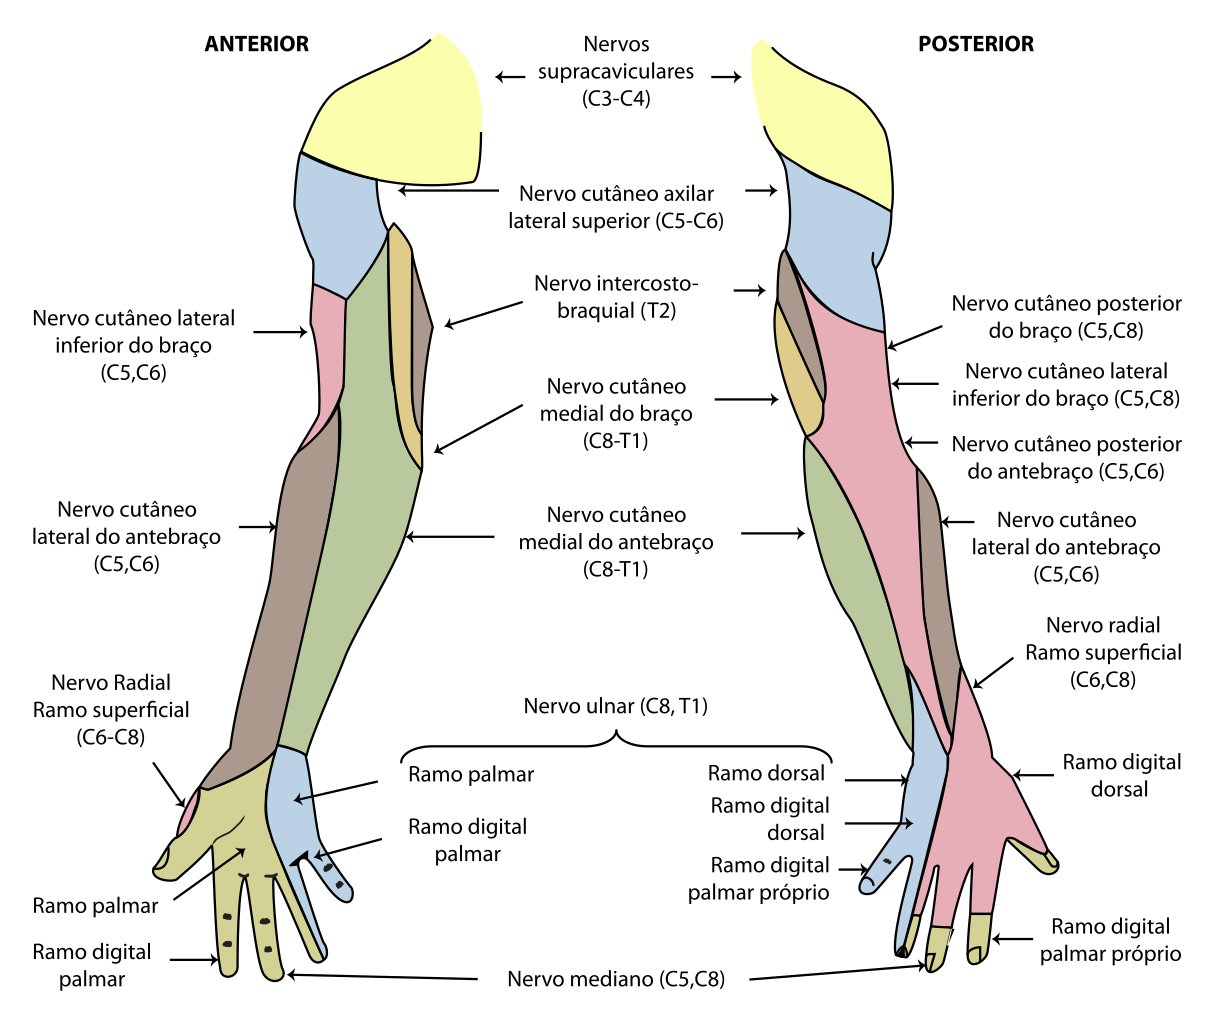 ANTERIOR
POSTERIOR
Nervos
supracaviculares
(C3-C4)
Nervo cutâneo axilar
lateral superior (C5-C6)
Nervo intercosto-
braquial (T2)
Nervo cutâneo lateral
inferior do braço
(C5,C6)
Nervo cutâneo posterior
do braço (C5,C8)
Nervo cutâneo lateral
inferior do braço (C5,C8)
Nervo cutâneo
medial do braço
(C8-T1)
Nervo cutâneo posterior
do antebraço (C5,C6)
Nervo cutâneo
lateral do antebraço
(C5,C6)
Nervo cutâneo
medial do antebraço
(C8-T1)
Nervo cutâneo
lateral do antebraço
(C5,C6)
Nervo radial
Ramo superficial
(C6,C8)
Nervo Radial
Ramo superficial
(C6-C8)
Nervo ulnar (C8, T1)
Ramo palmar
Ramo digital
palmar
Ramo dorsal
Ramo digital
dorsal
Ramo digital
palmar próprio
Ramo digital
dorsal
Ramo palmar
Ramo digital
palmar
Ramo digital
palmar próprio
Nervo mediano (C5,C8)